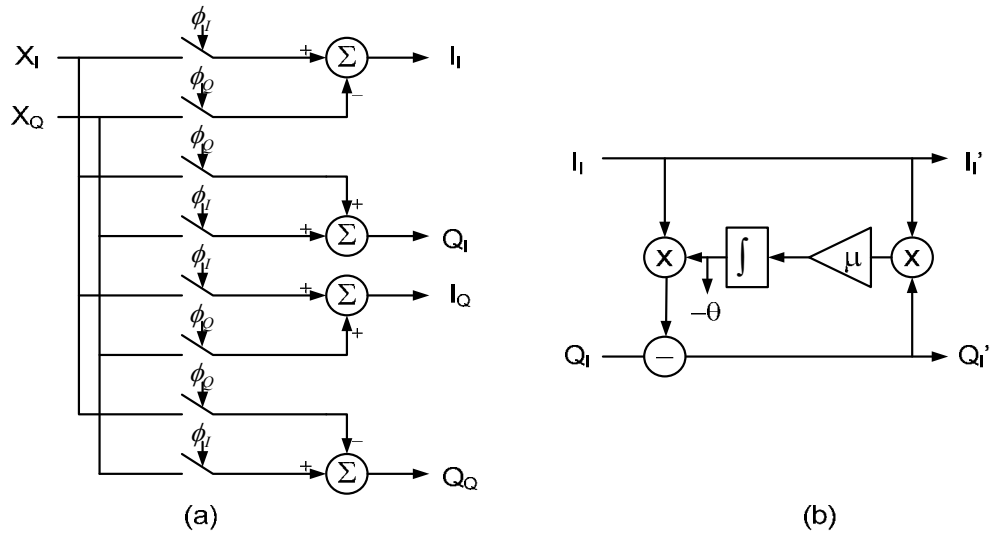 X_I
X_Q
ϕ_I
+
Σ
I_I
ϕ_Q
−
ϕ_Q
+
ϕ_I
+
Σ
Q_I
ϕ_I
+
Σ
I_Q
ϕ_Q
+
ϕ_Q
−
ϕ_I
+
Σ
Q_Q
(a)
I_I
I_I'
X
∫
μ
X
−θ
Q_I
−
Q_I'
(b)